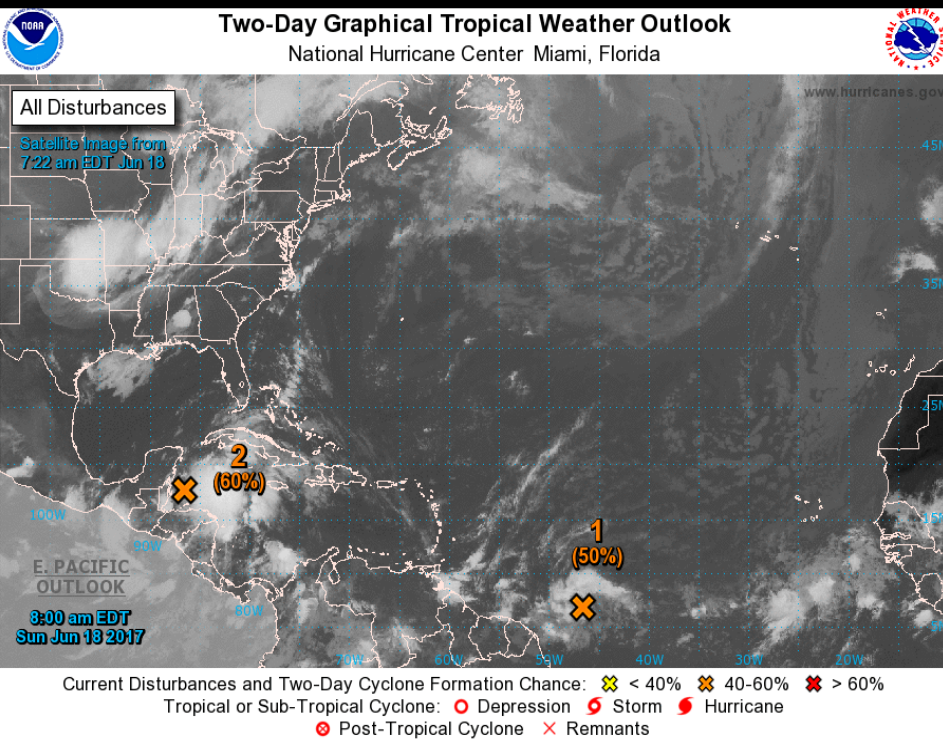 Two-Day Graphical Tropical Weather Outlook
National Hurricane Center Miami, Florida
NOAA
NATIONAL WEATHER SERVICE
www.hurricanes.gov
All Disturbances
Satellite Image from
7:22 am EDT Jun 18
45N
35N
25N
2
(60%)
15N
100W
1
(50%)
90W
E. PACIFIC
OUTLOOK
80W
8:00 am EDT
Sun Jun 18 2017
70W 60W 50W 40W 30W 20W
Current Disturbances and Two-Day Cyclone Formation Chance: < 40% 40-60% > 60%
Tropical or Sub-Tropical Cyclone: Depression Storm Hurricane
Post-Tropical Cyclone Remnants